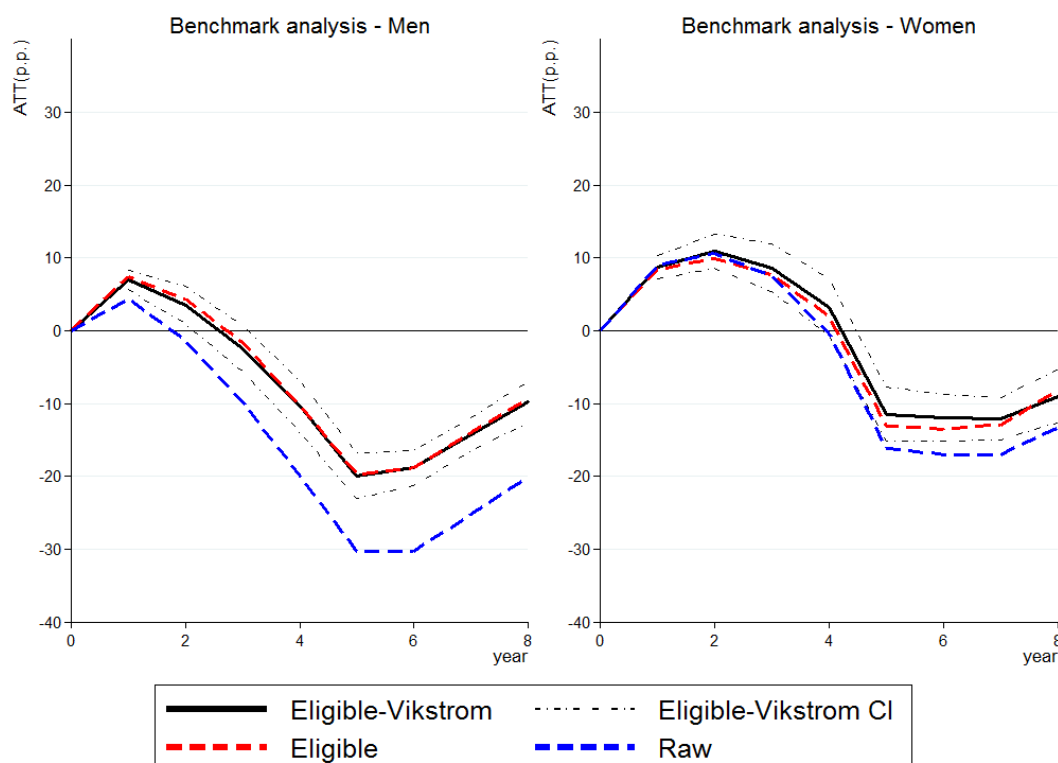 Benchmark analysis - Men
ATT(p.p.)
30
20
10
0
-10
-20
-30
-40
0
2
4
6
8
year
Benchmark analysis - Women
ATT(p.p.)
30
20
10
0
-10
-20
-30
-40
0
2
4
6
8
year
Eligible-Vikstrom
Eligible-Vikstrom CI
Eligible
Raw